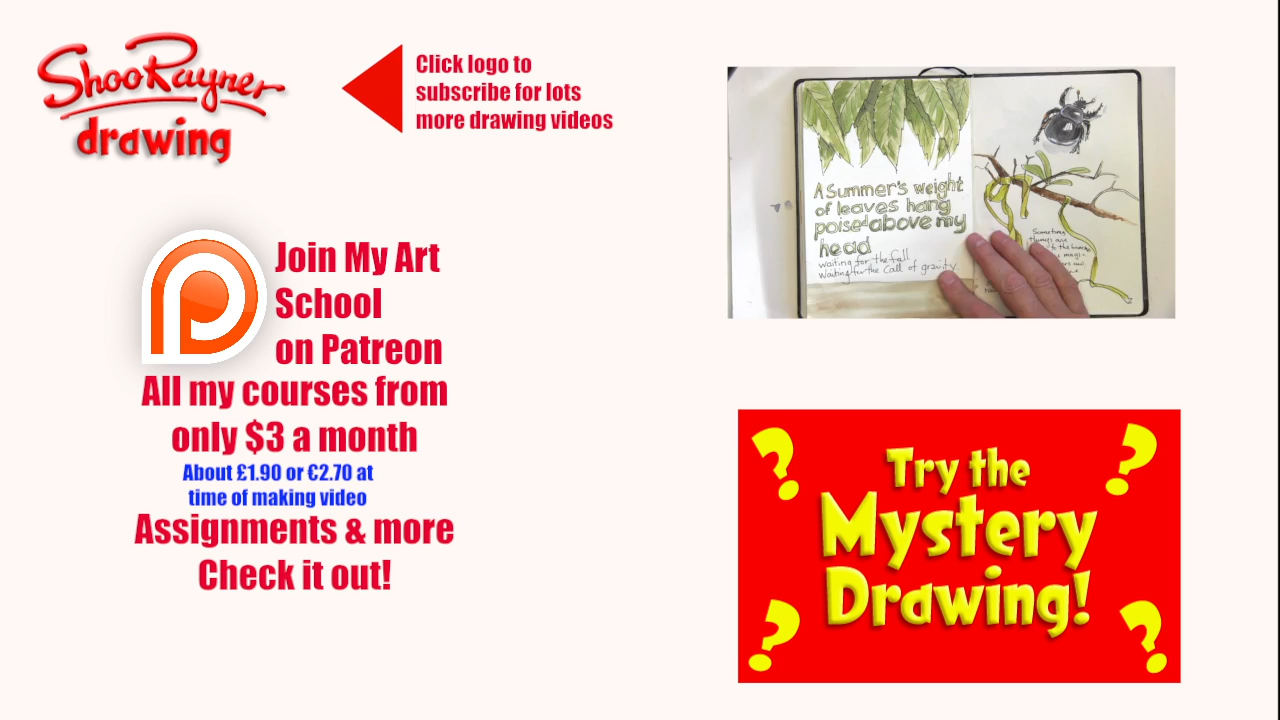 ShooRayner
drawing
Click logo to
subscribe for lots
more drawing videos
Join My Art
School
on Patreon
All my courses from
only $3 a month
About £1.90 or €2.70 at
time of making video
Assignments & more
Check it out!
A Summer's weight
of leaves hang
poised above my
head
waiting for the fall
waiting for the call of gravity.
Sometimes
things are
Try the
Mystery
Drawing!